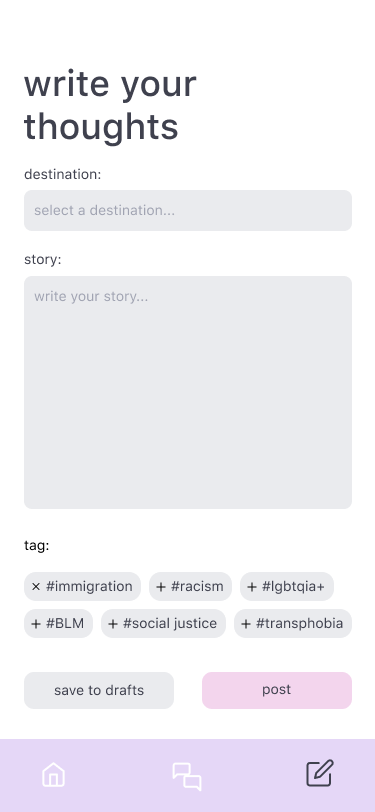 write your
thoughts
destination:
select a destination...
story:
write your story...
tag:
× #immigration + #racism + #lgbtqia+
+ #BLM + #social justice + #transphobia
save to drafts post